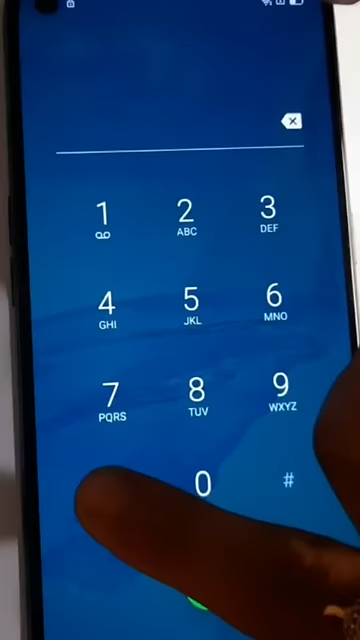 1 2 3
ABC DEF
4 5 6
GHI JKL MNO
7 8 9
PQRS TUV WXYZ
0 #